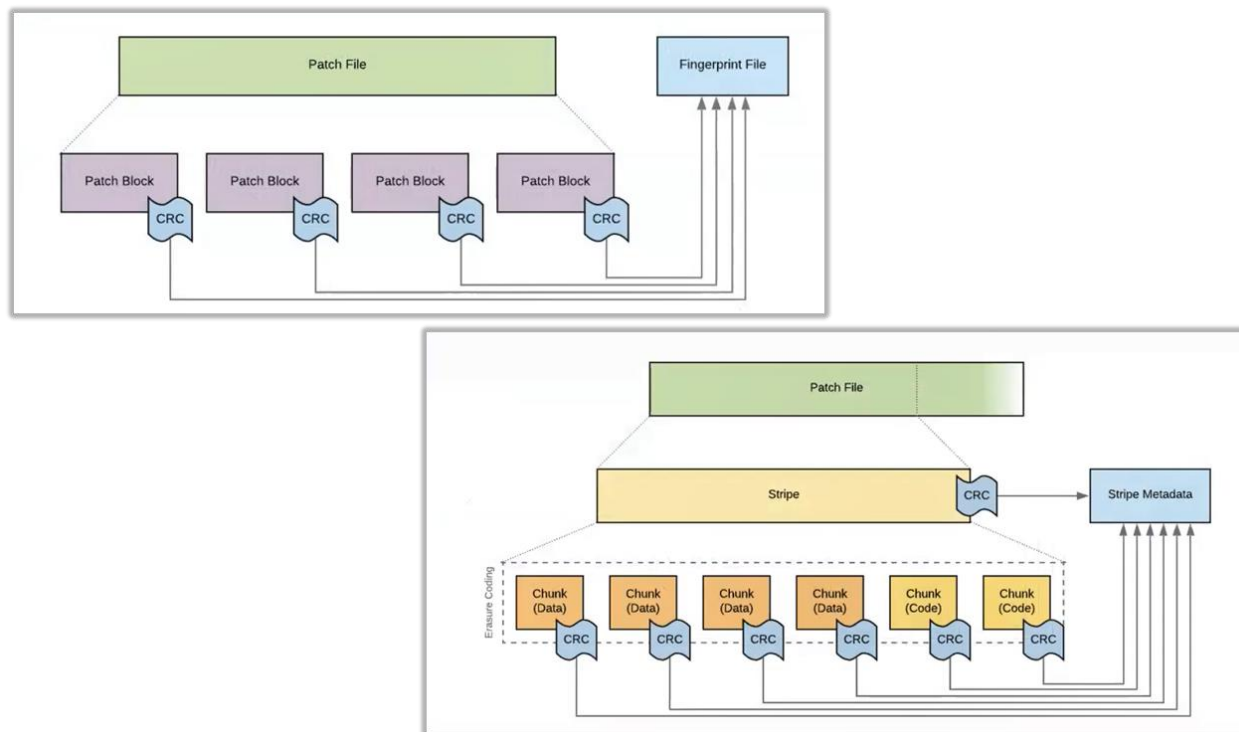 Patch File
Fingerprint File
Patch Block
Patch Block
Patch Block
Patch Block
CRC
CRC
CRC
CRC
Patch File
Stripe
CRC
Stripe Metadata
Erasure Coding
Chunk
(Data)
Chunk
(Data)
Chunk
(Data)
Chunk
(Data)
Chunk
(Code)
Chunk
(Code)
CRC
CRC
CRC
CRC
CRC
CRC